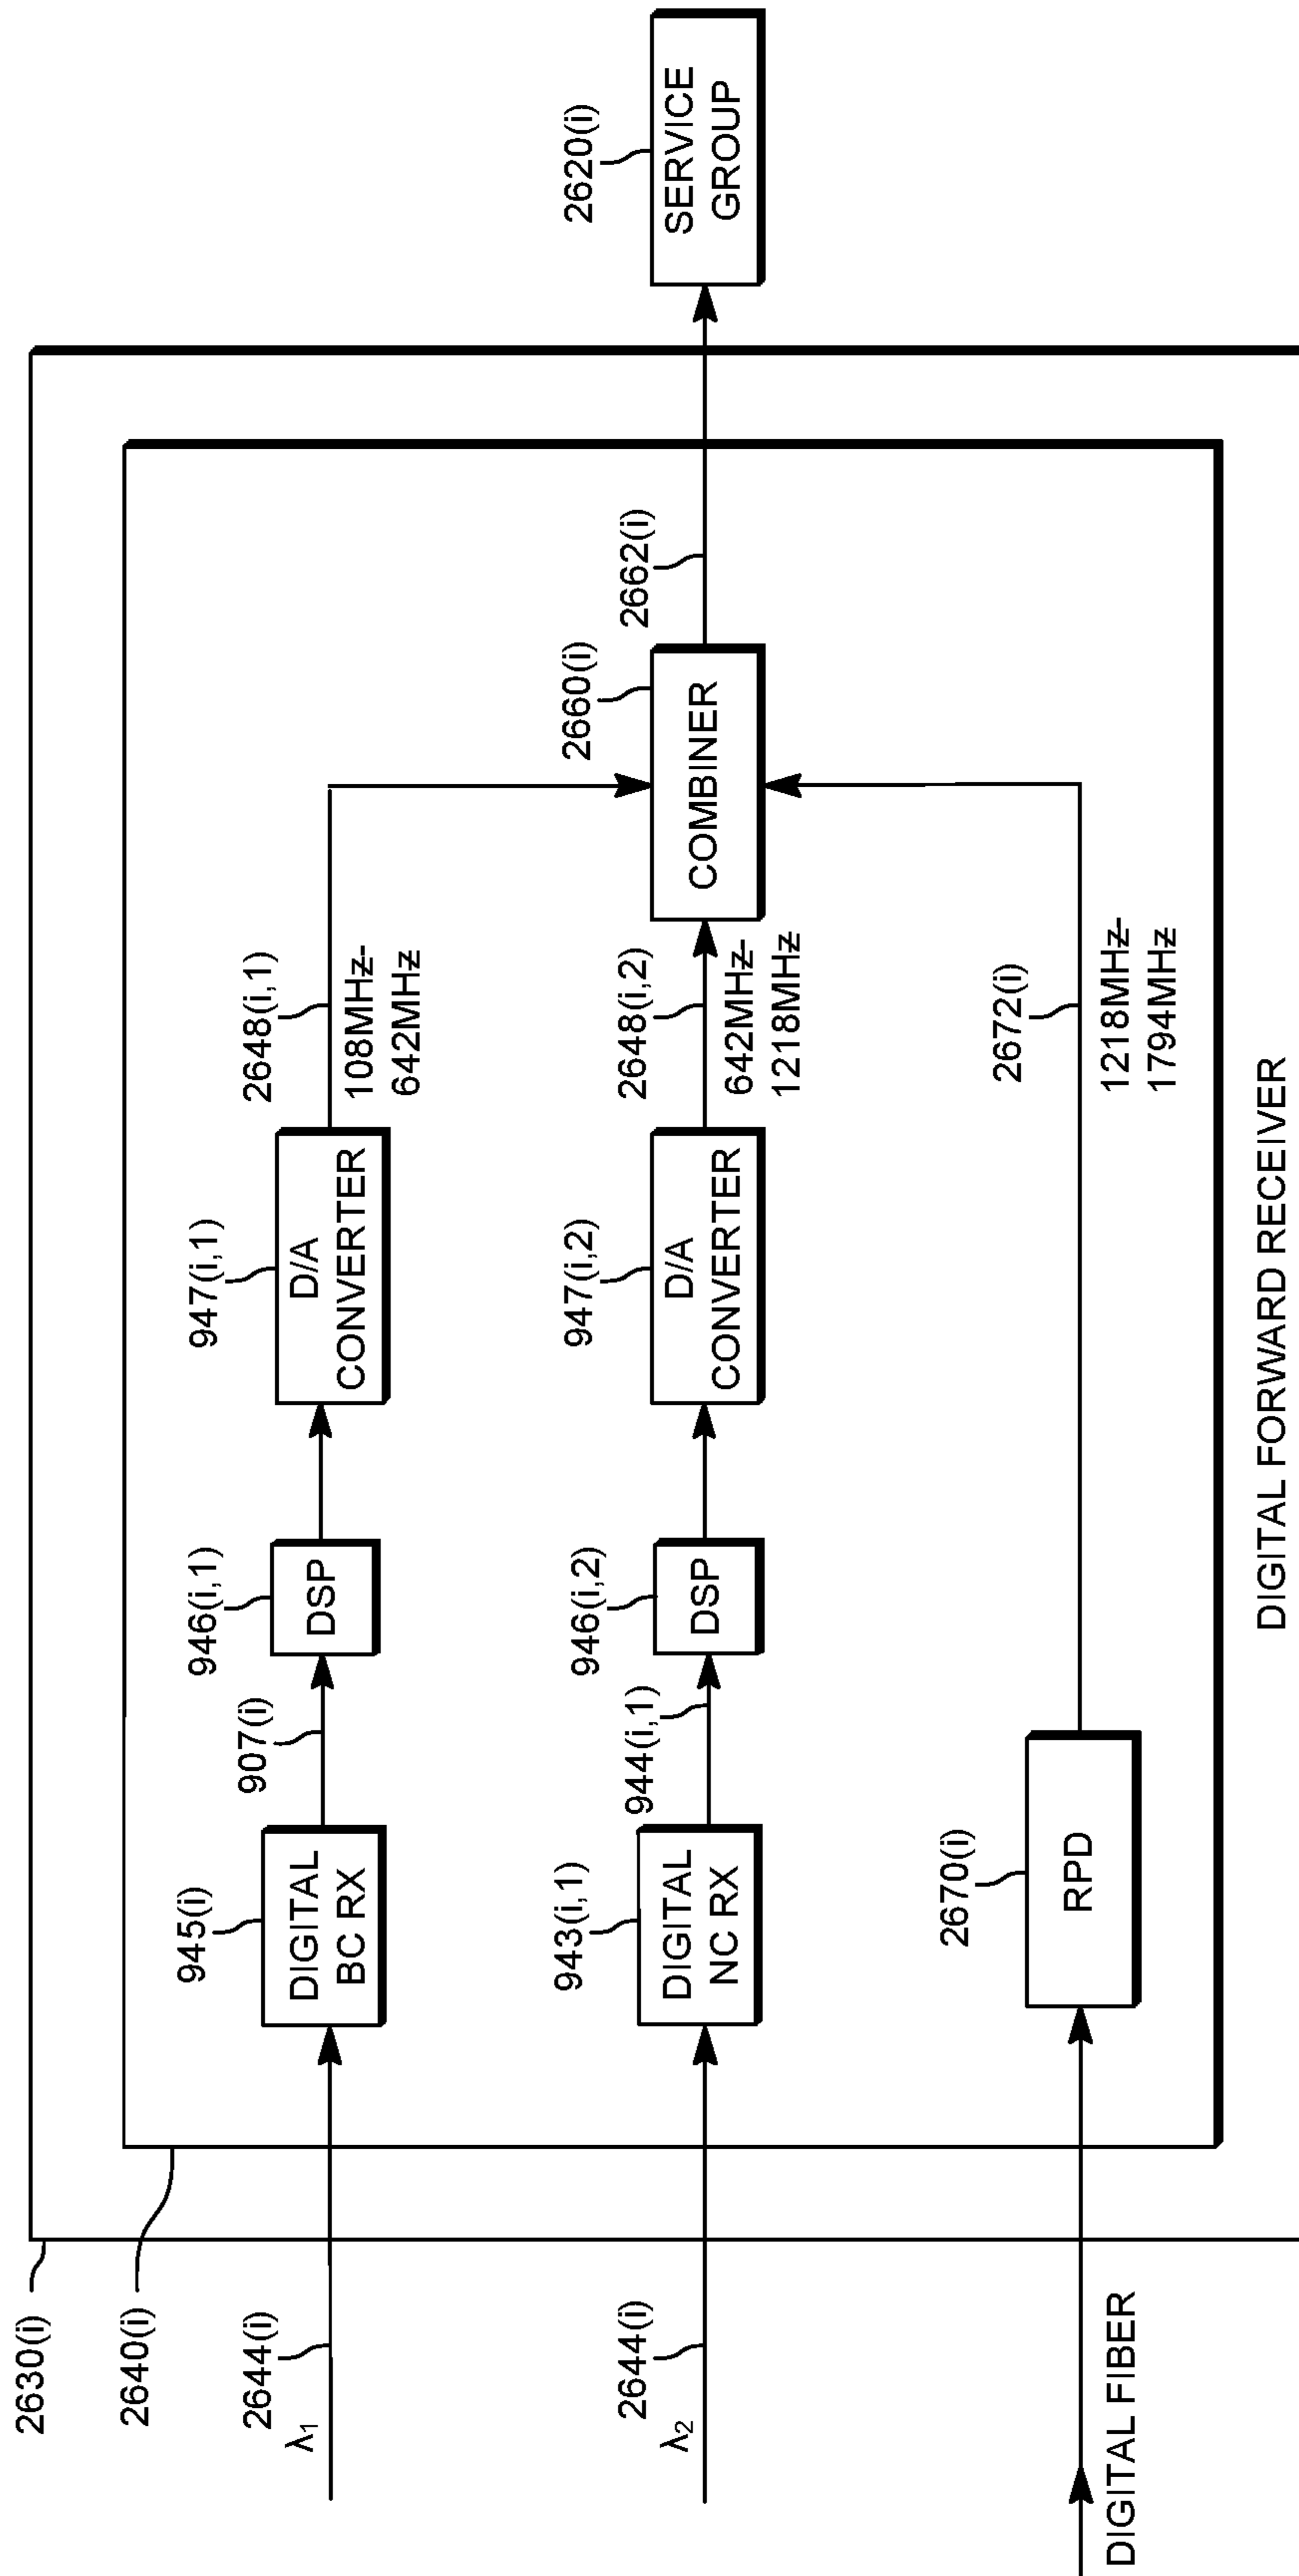 2630(i)
2640(i)
2644(i)
λ1
945(i)
DIGITAL
BC RX
907(i)
946(i,1)
DSP
947(i,1)
D/A
CONVERTER
2648(i,1)
108MHz-
642MHz
2644(i)
λ2
943(i,1)
DIGITAL
NC RX
944(i,1)
946(i,2)
DSP
947(i,2)
D/A
CONVERTER
2648(i,2)
642MHz-
1218MHz
2660(i)
COMBINER
2662(i)
2620(i)
SERVICE
GROUP
DIGITAL FIBER
2670(i)
RPD
2672(i)
1218MHz-
1794MHz
DIGITAL FORWARD RECEIVER